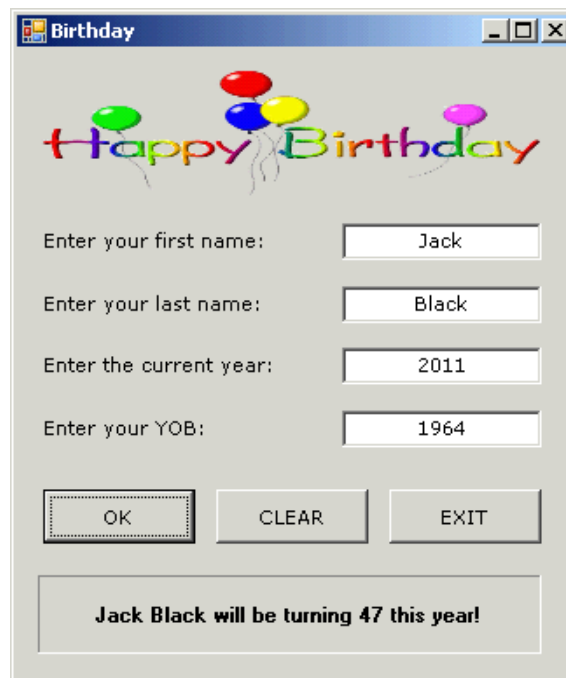 Birthday
Happy Birthday
Enter your first name: Jack
Enter your last name: Black
Enter the current year: 2011
Enter your YOB: 1964
OK CLEAR EXIT
Jack Black will be turning 47 this year!